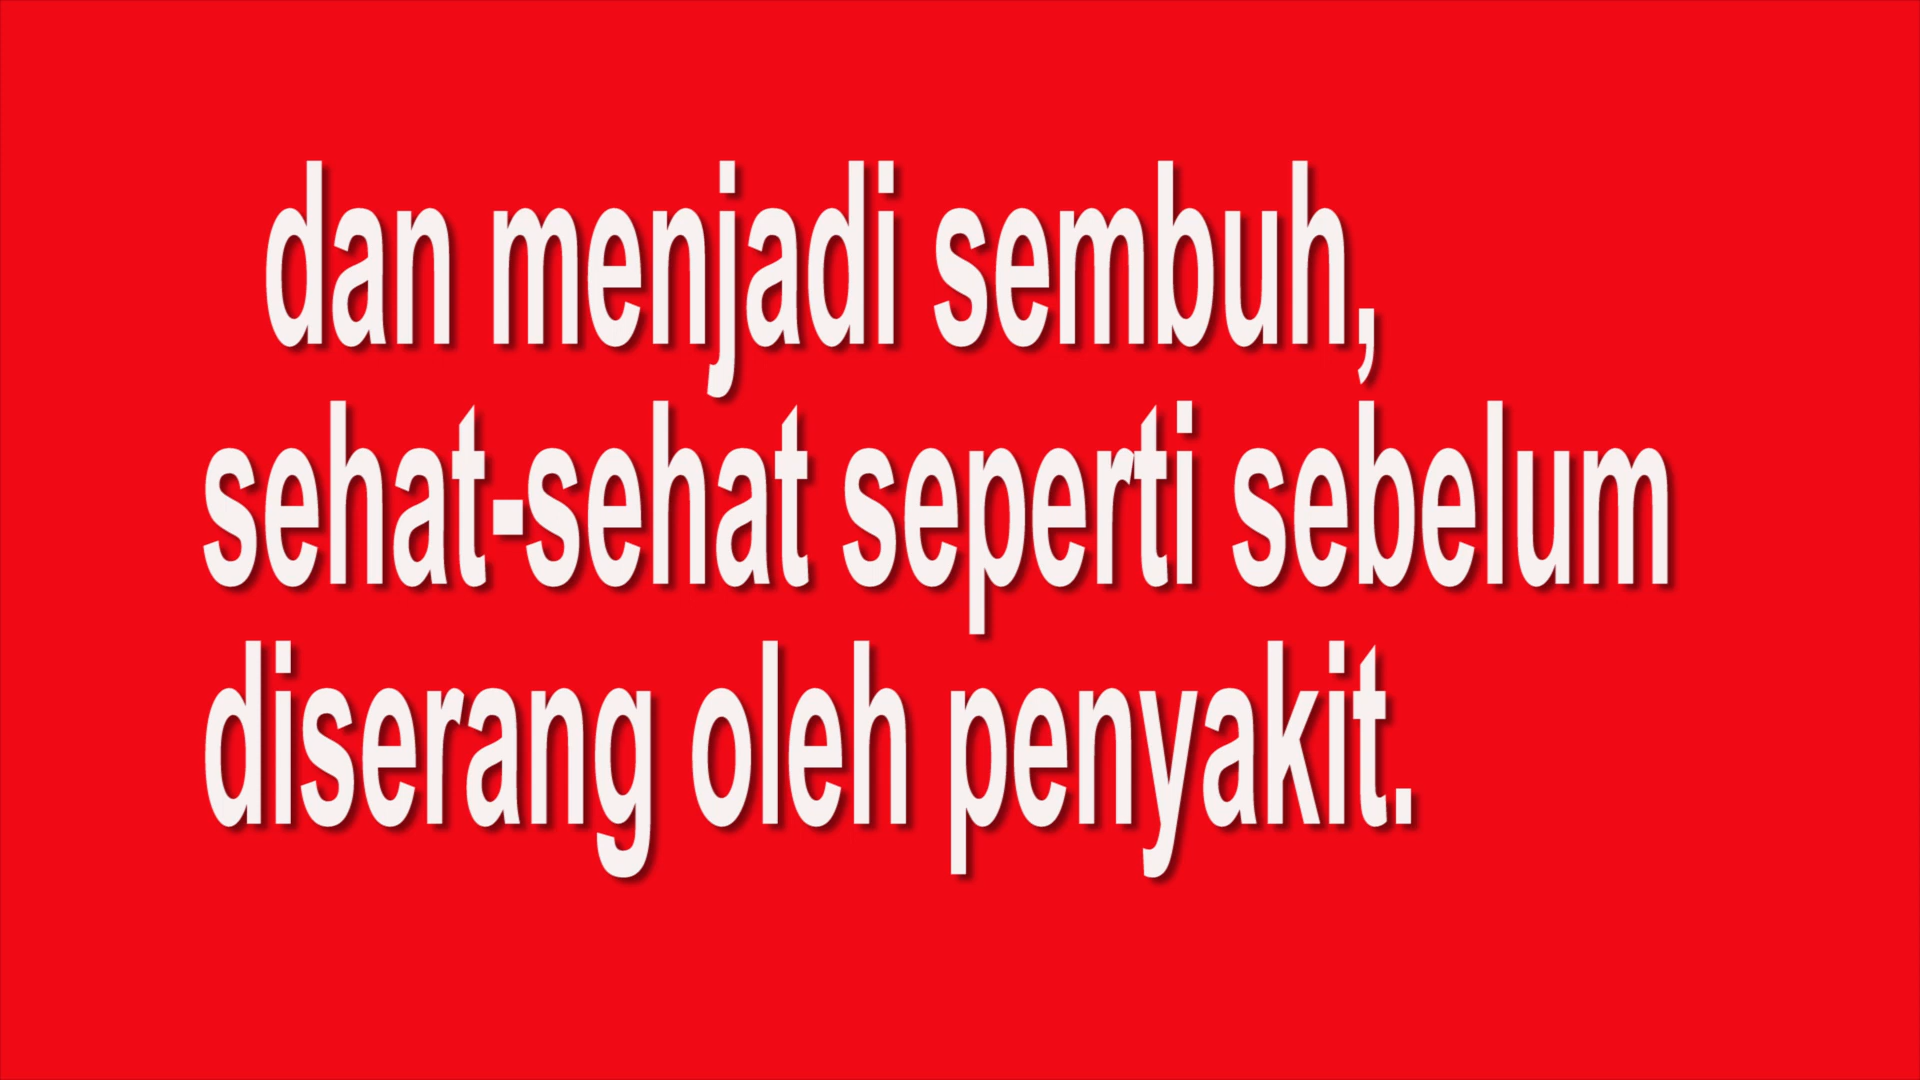 dan menjadi sembuh,
sehat-sehat seperti sebelum
diserang oleh penyakit.